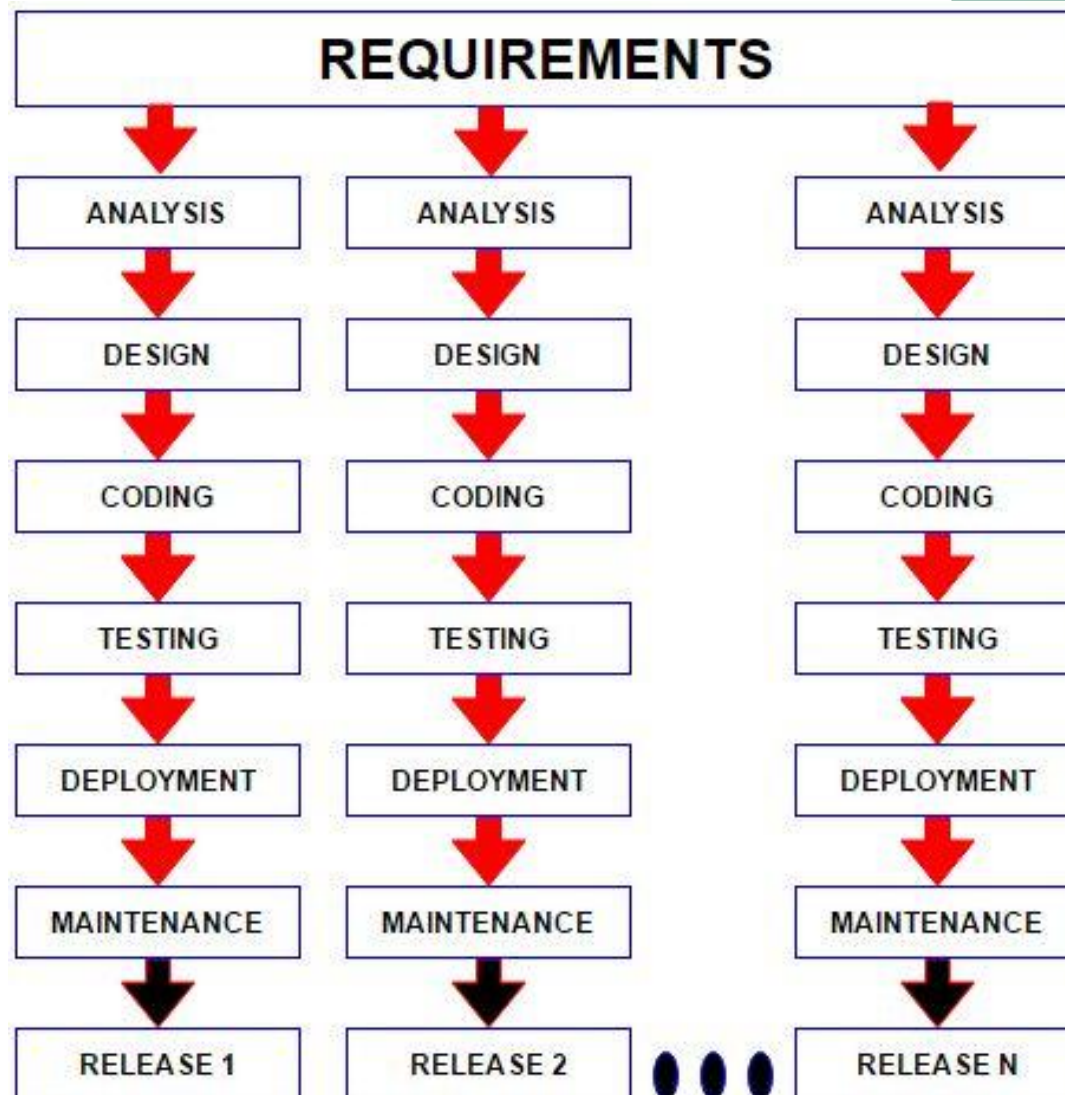 REQUIREMENTS
ANALYSIS ANALYSIS ANALYSIS
DESIGN DESIGN DESIGN
CODING CODING CODING
TESTING TESTING TESTING
DEPLOYMENT DEPLOYMENT DEPLOYMENT
MAINTENANCE MAINTENANCE MAINTENANCE
RELEASE 1 RELEASE 2 RELEASE N